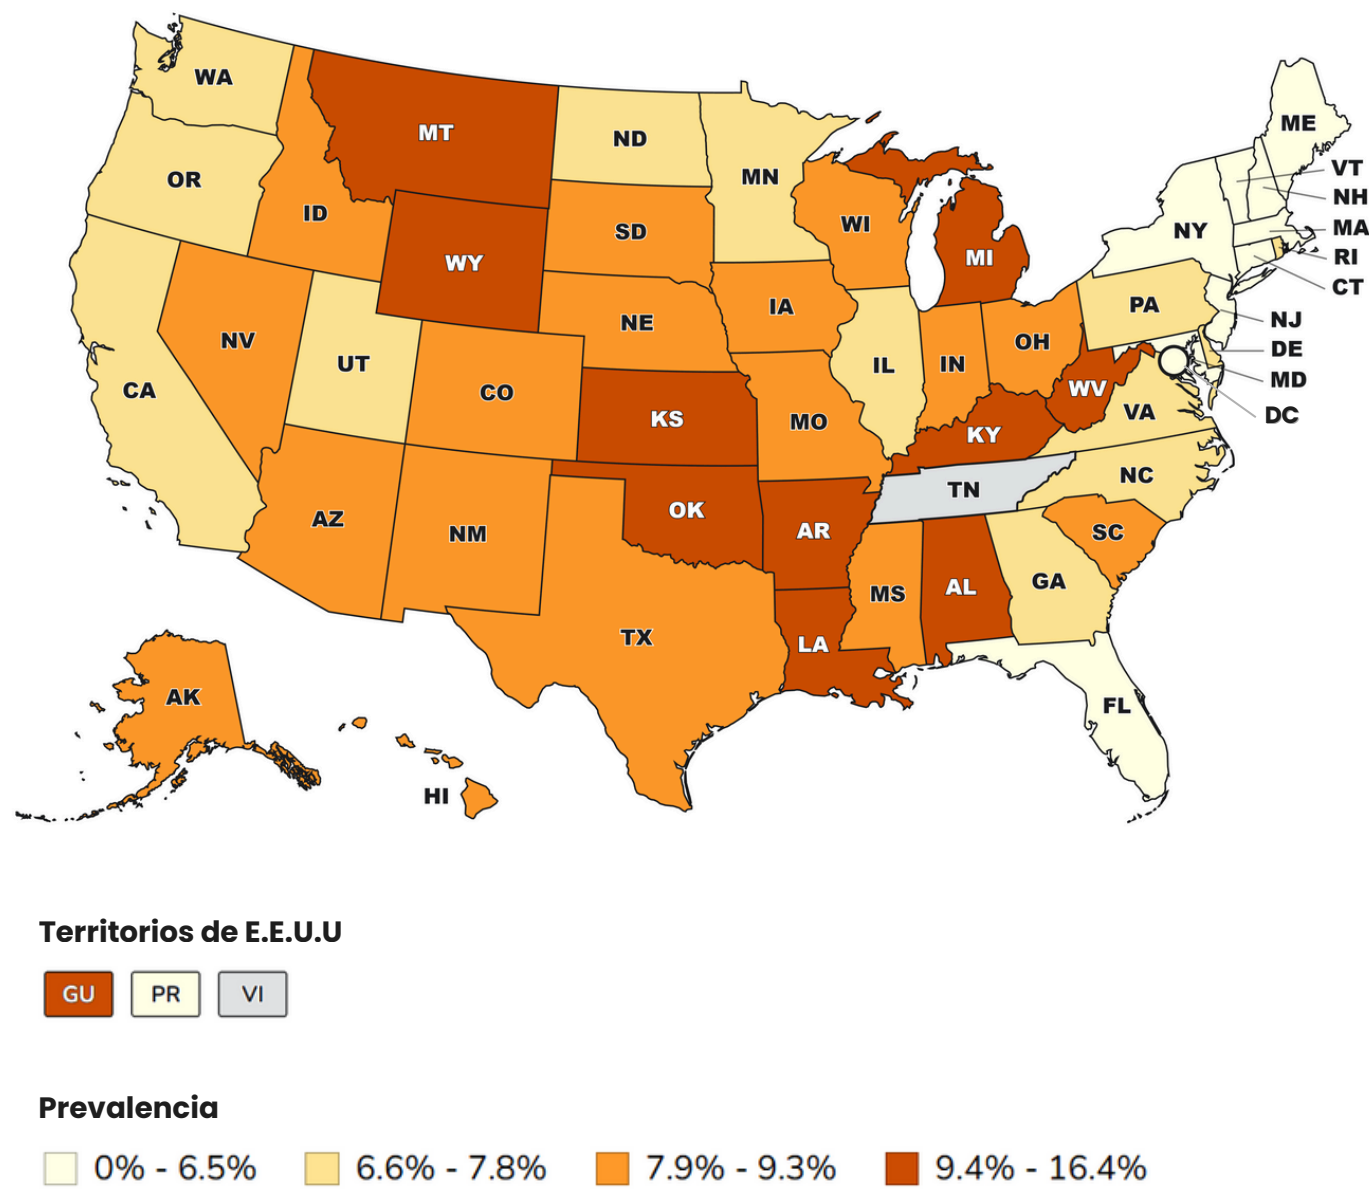 WA
MT
ND
MN
ME
VT
OR
ID
SD
WI
NH
NY
MA
WY
MI
RI
CT
NV
NE
IA
PA
NJ
UT
CO
IL
IN
OH
DE
CA
KS
MO
WV
MD
VA
DC
KY
AZ
NM
OK
AR
TN
NC
SC
TX
LA
MS
AL
GA
AK
FL
HI
Territorios de E.E.U.U
GU PR VI
Prevalencia
0% - 6.5% 6.6% - 7.8% 7.9% - 9.3% 9.4% - 16.4%